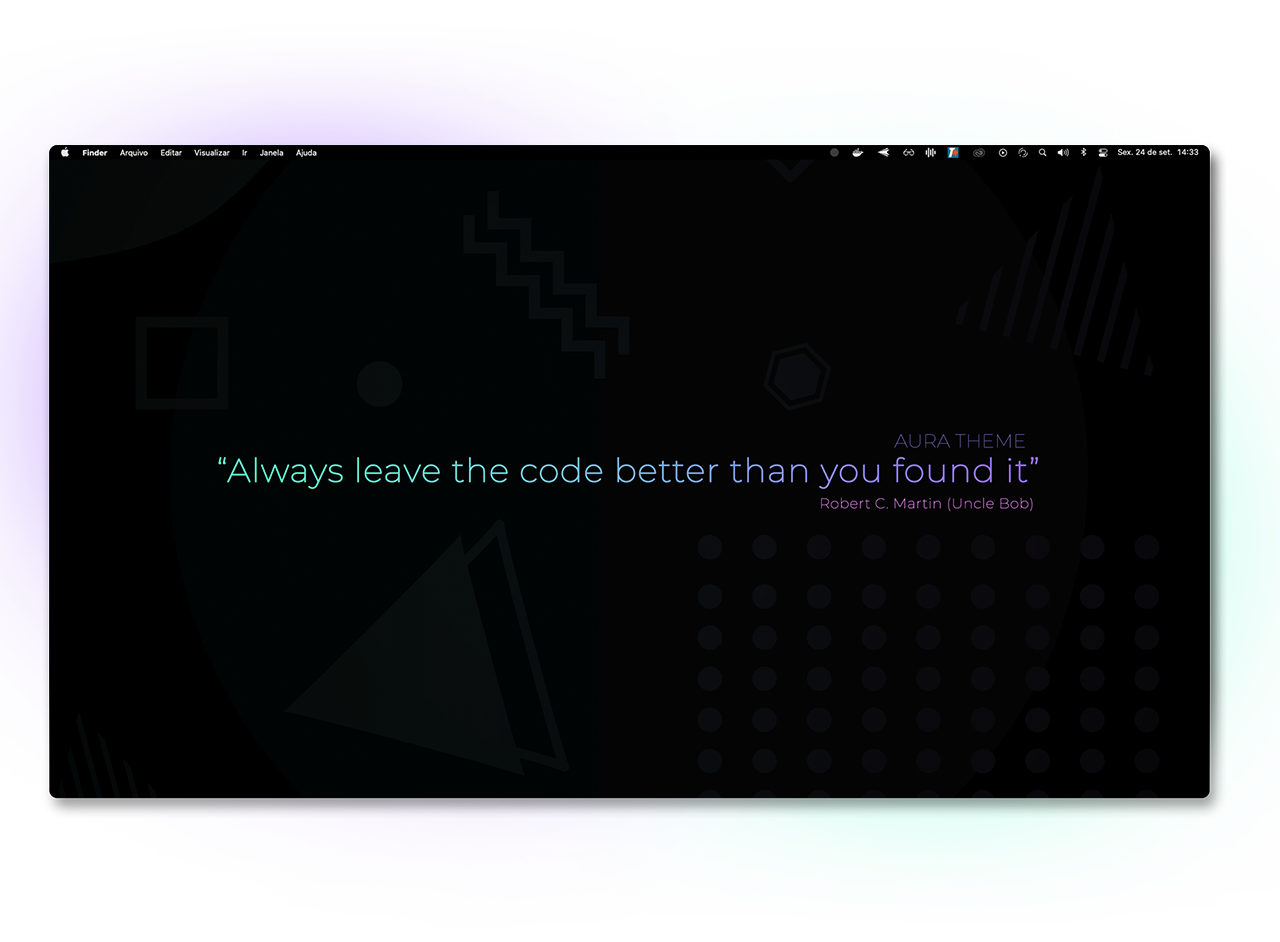 Finder Arquivo Editar Visualizar Ir Janela Ajuda Sex. 24 de set. 14:33
AURA THEME
“Always leave the code better than you found it”
Robert C. Martin (Uncle Bob)